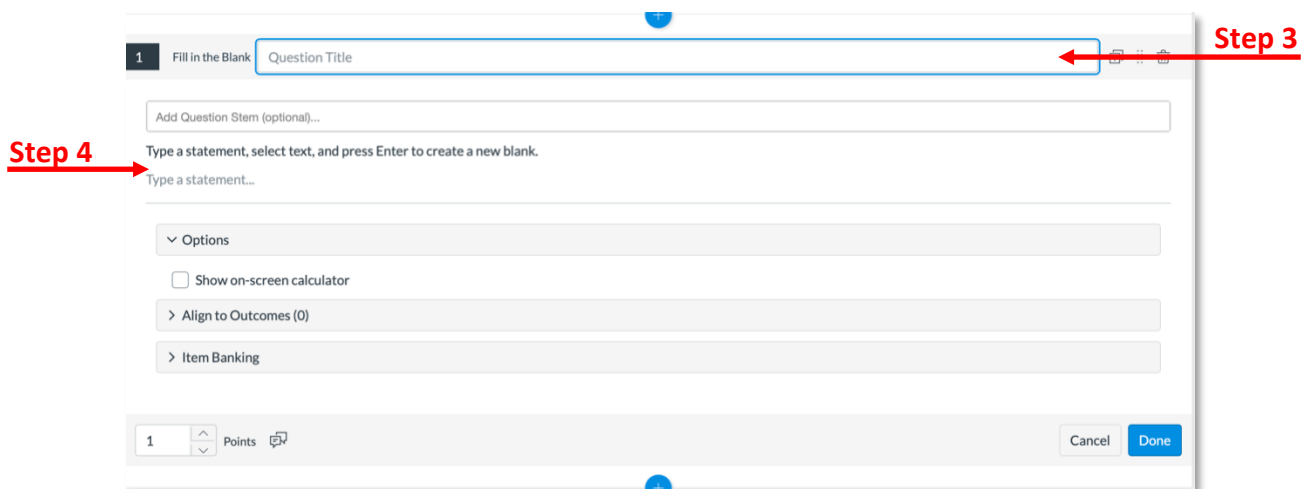 Step 3
1 Fill in the Blank Question Title
Add Question Stem (optional)...
Step 4
Type a statement, select text, and press Enter to create a new blank.
Type a statement...
Options
Show on-screen calculator
Align to Outcomes (0)
Item Banking
1 Points Cancel Done